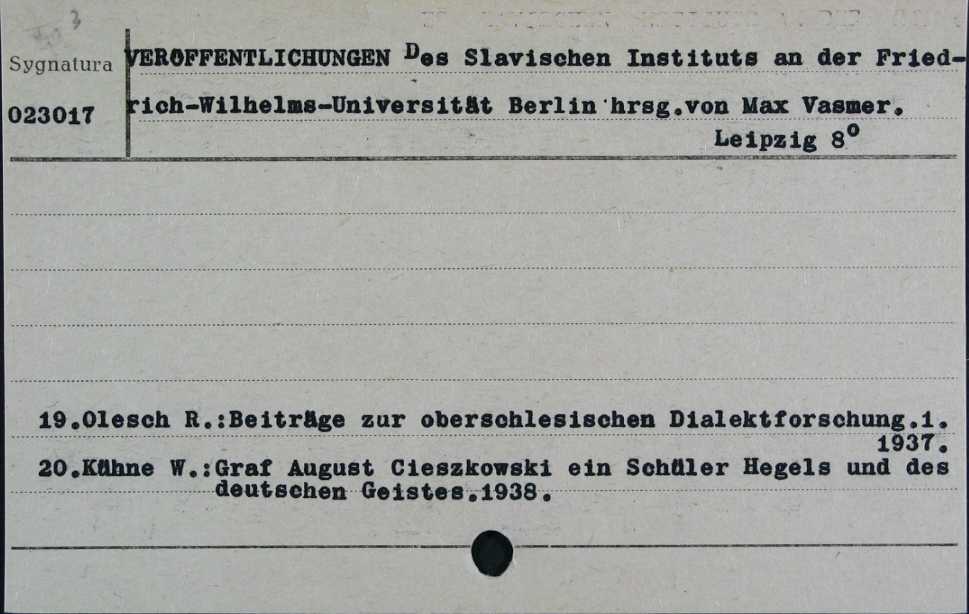 3
Sygnatura
VERÖFFENTLICHUNGEN Des Slavischen Instituts an der Fried-
023017
rich-Wilhelms-Universität Berlin hrsg.von Max Vasmer.
Leipzig 8°
19.Olesch R.:Beiträge zur oberschlesischen Dialektforschung.1.
1937.
20.Kühne W.:Graf August Cieszkowski ein Schüler Hegels und des
deutschen Geistes.1938.